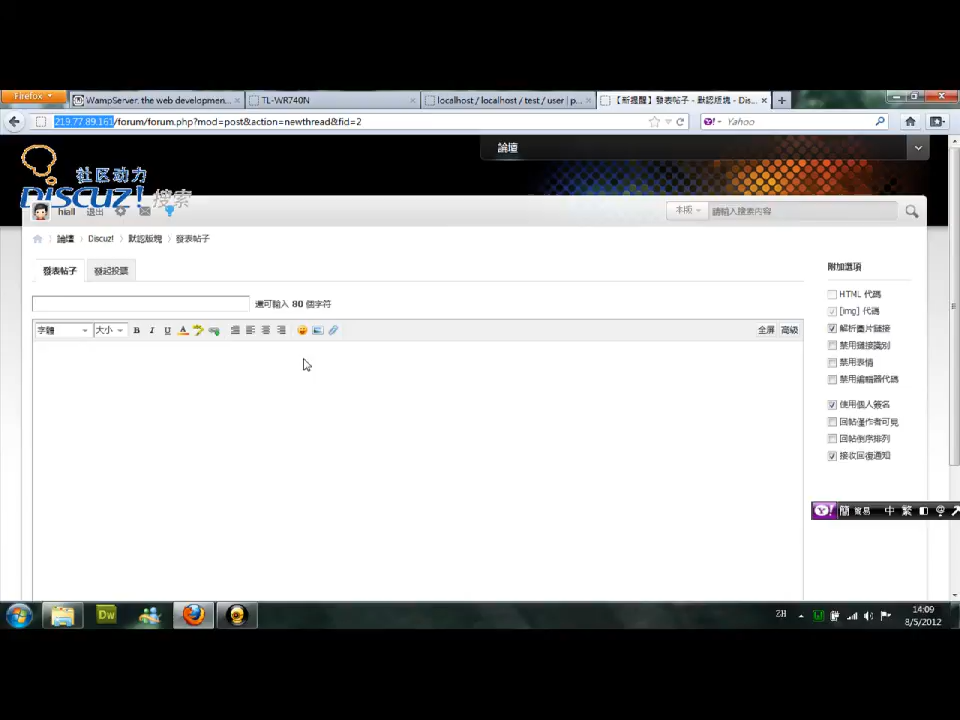 Firefox
WampServer, the web developmen...
TL-WR740N
localhost / localhost / test / user | p...
【新提醒】發表帖子 - 默認版塊 - Dis...
219.77.89.161/forum/forum.php?mod=post&action=newthread&fid=2
Yahoo
論壇
社区动力
DISCUZ! 搜索
hiall 退出
本版
請輸入搜索內容
論壇 › Discuz! › 默認版塊 › 發表帖子
發表帖子 發起投票
還可輸入 80 個字符
字體 大小 B I U A
全屏 高級
附加選項
HTML 代碼
[img] 代碼
解析圖片鏈接
禁用鏈接識別
禁用表情
禁用編輯器代碼
使用個人簽名
回帖僅作者可見
回帖倒序排列
接收回復通知
Y! 簡 簡易 中 繁
Dw
ZH
14:09
8/5/2012